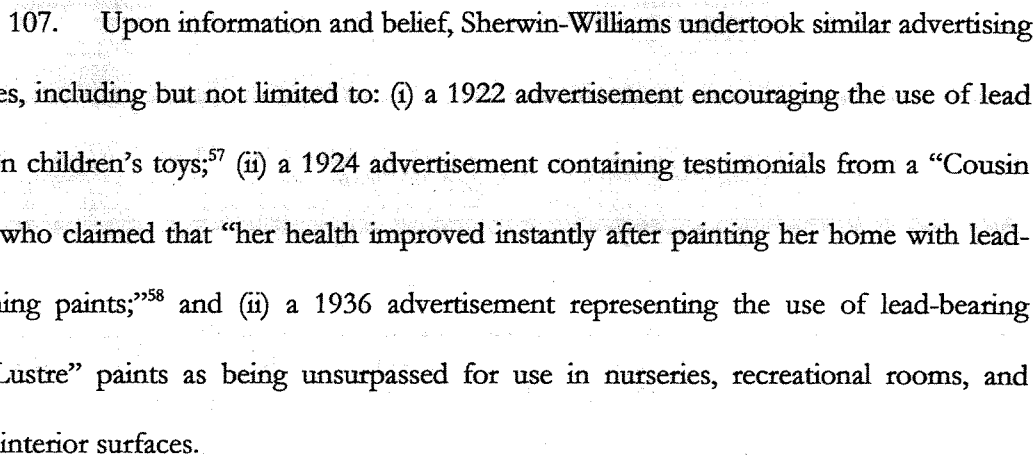 107. Upon information and belief, Sherwin-Williams undertook similar advertising
es, including but not limited to: (i) a 1922 advertisement encouraging the use of lead
n children's toys;57 (ii) a 1924 advertisement containing testimonials from a “Cousin
who claimed that “her health improved instantly after painting her home with lead-
ing paints;”58 and (ii) a 1936 advertisement representing the use of lead-bearing
Lustre” paints as being unsurpassed for use in nurseries, recreational rooms, and
interior surfaces.